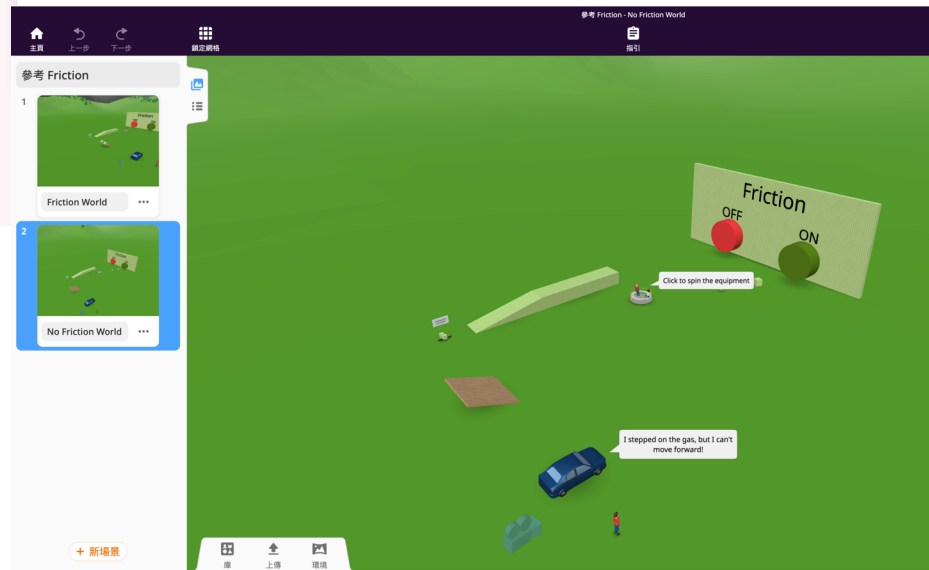 參考 Friction - No Friction World
主頁
上一步
下一步
鎖定網格
指引
參考 Friction
1
Friction World
2
No Friction World
+ 新場景
Friction
OFF
ON
Click to spin the equipment
I stepped on the gas, but I can't
move forward!
庫
上傳
環境